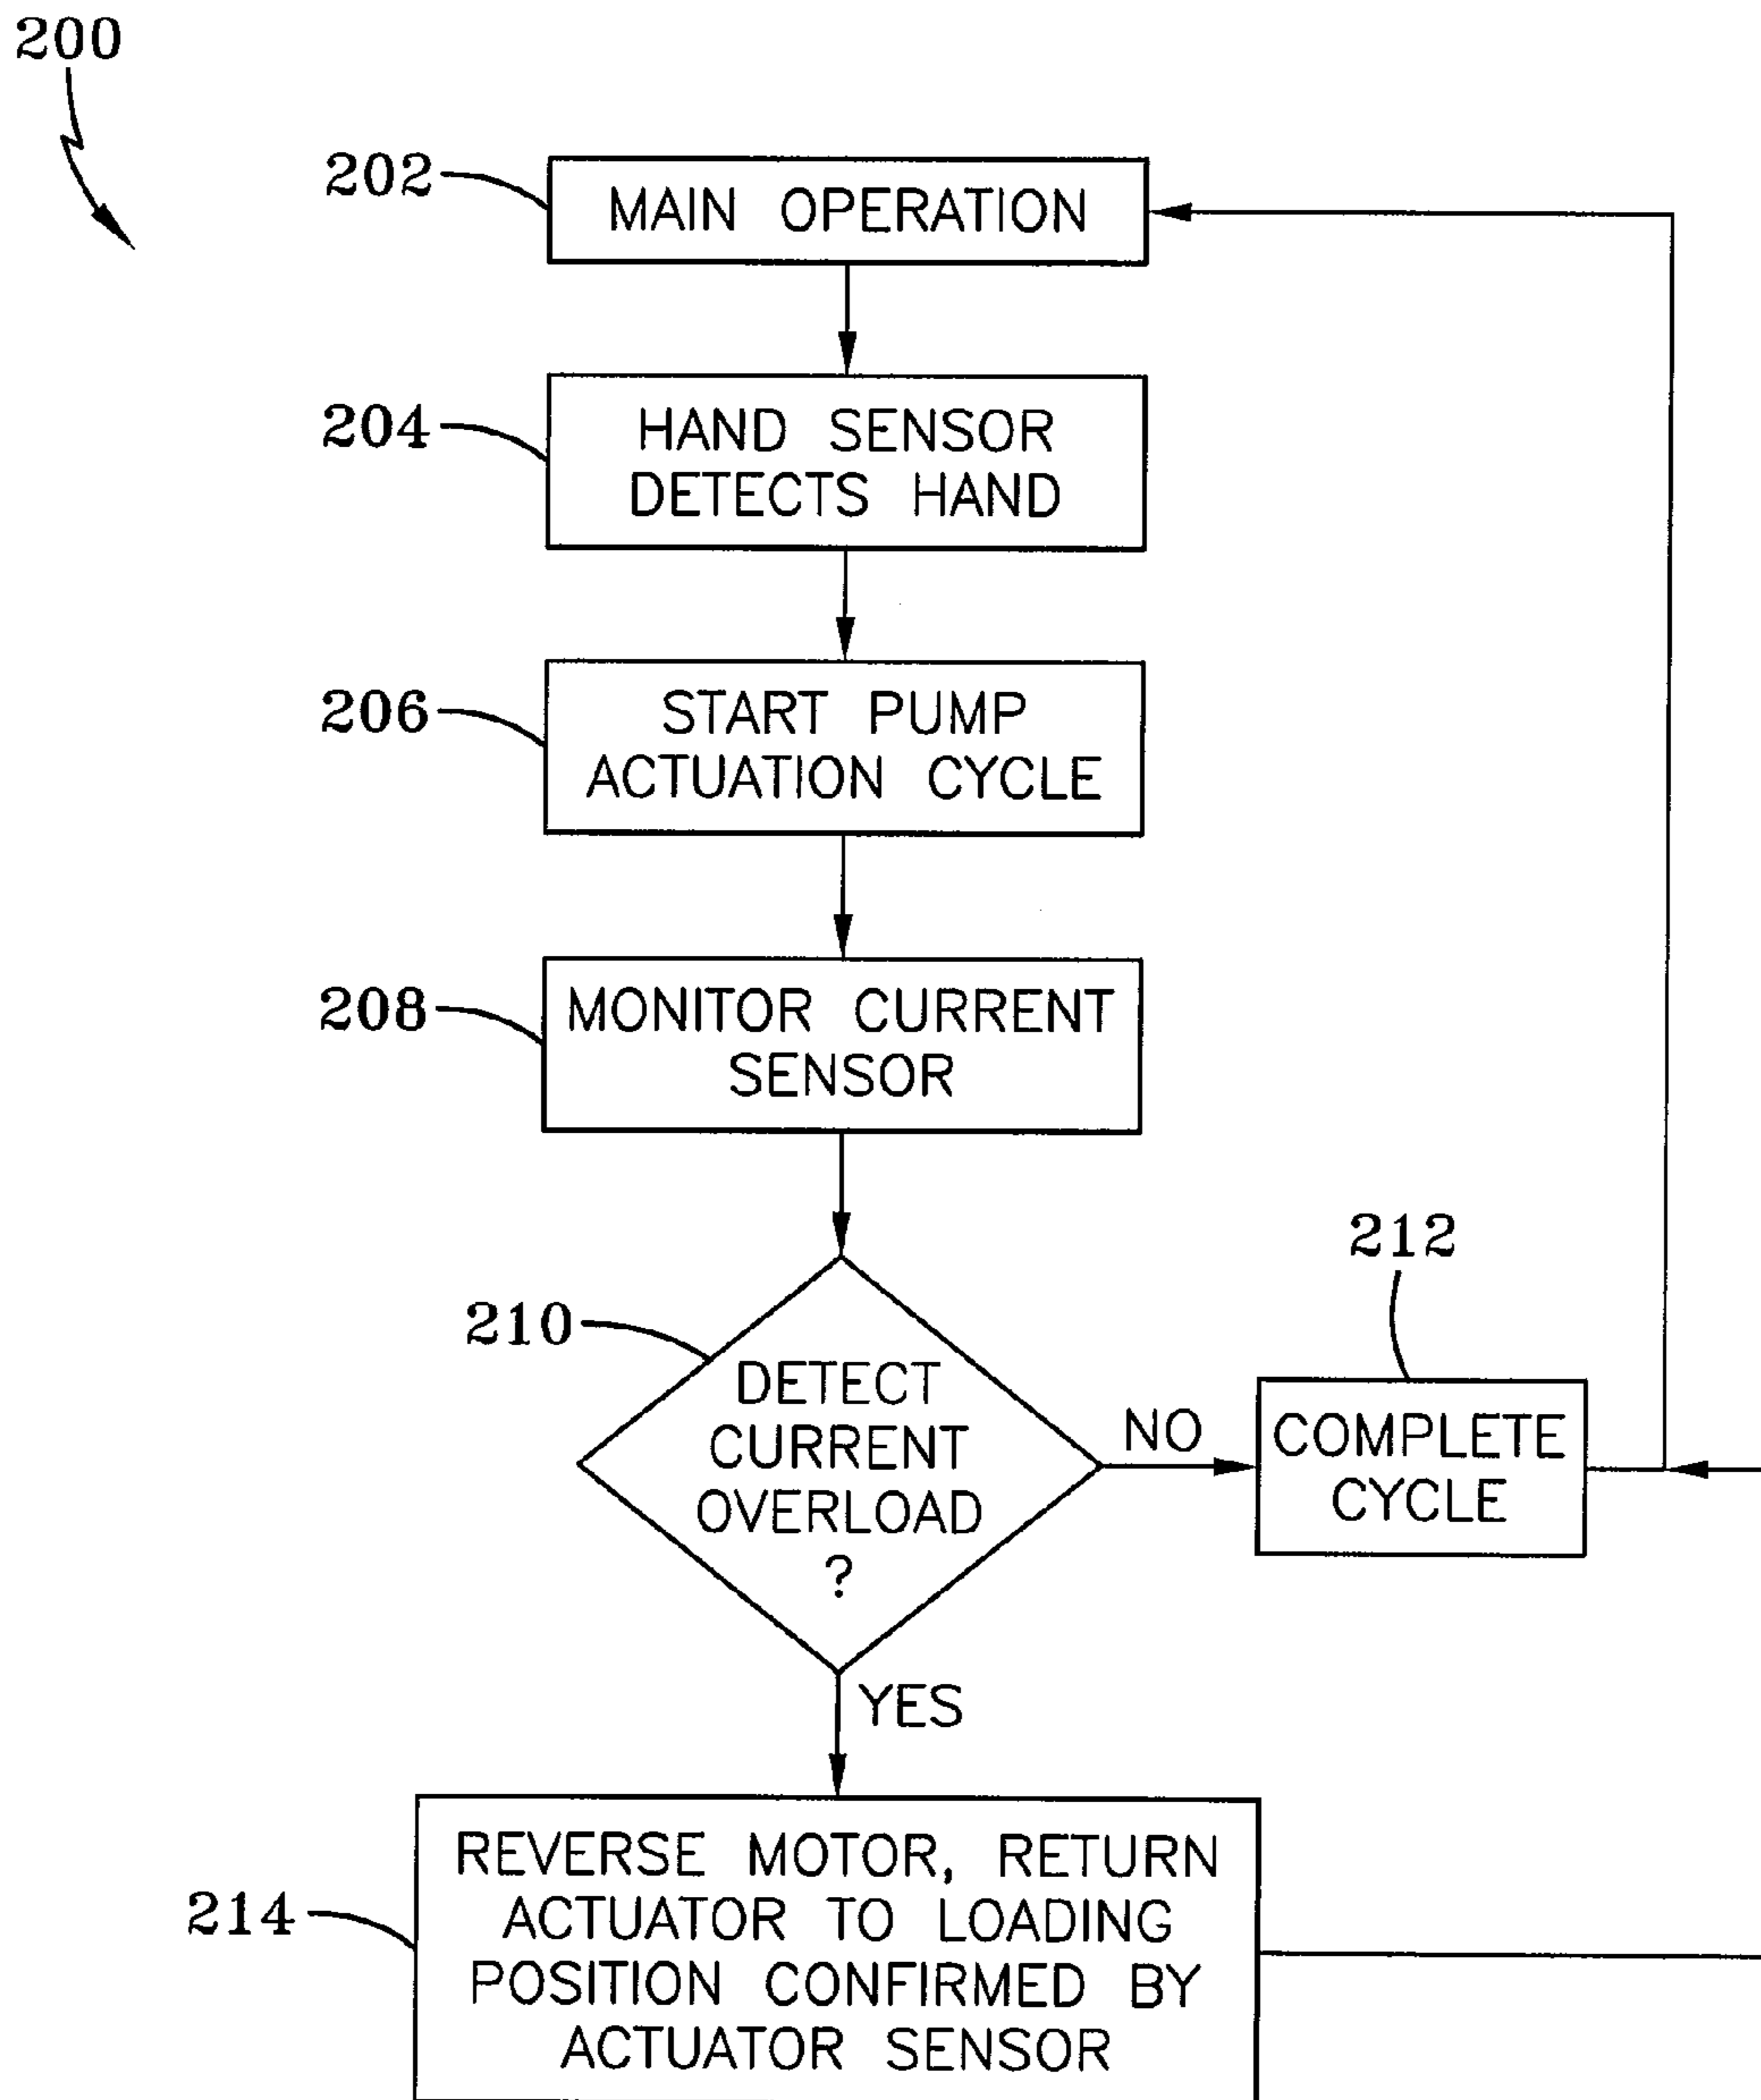 200
202
MAIN OPERATION
204
HAND SENSOR
DETECTS HAND
206
START PUMP
ACTUATION CYCLE
208
MONITOR CURRENT
SENSOR
210
DETECT
CURRENT
OVERLOAD
?
NO
212
COMPLETE
CYCLE
YES
214
REVERSE MOTOR, RETURN
ACTUATOR TO LOADING
POSITION CONFIRMED BY
ACTUATOR SENSOR